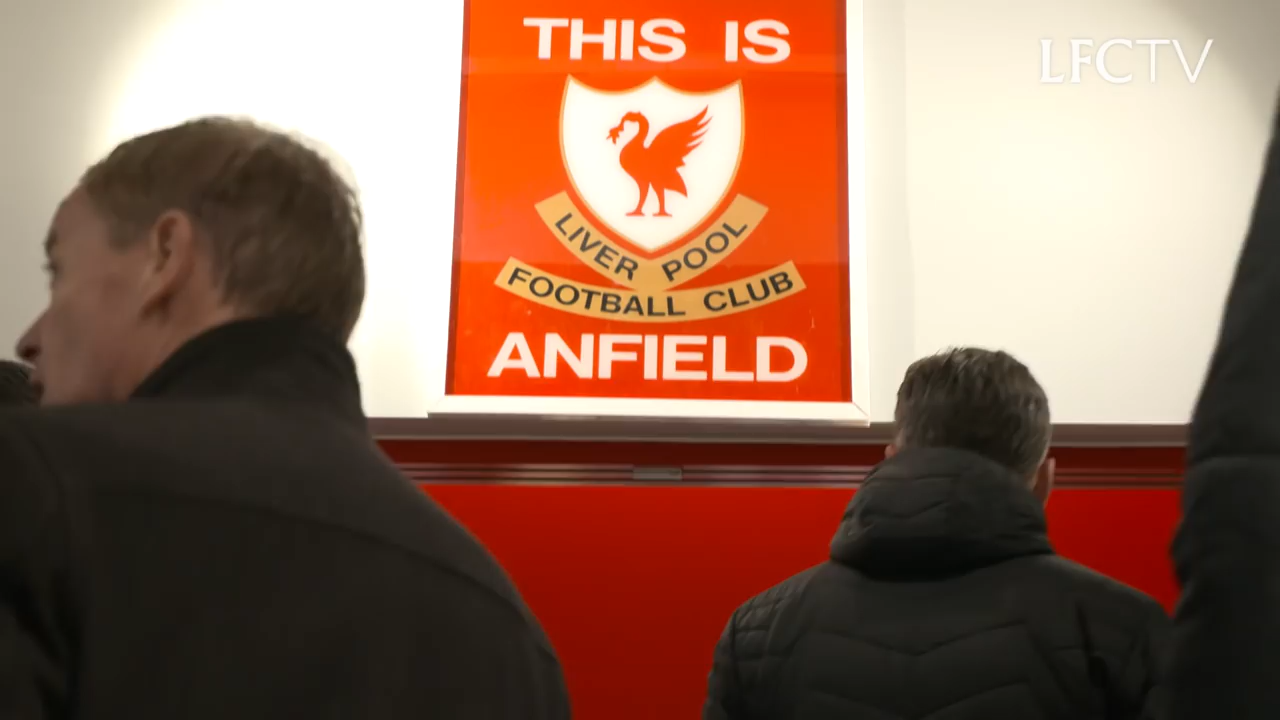 THIS IS
LFCTV
LIVER POOL
FOOTBALL CLUB
ANFIELD